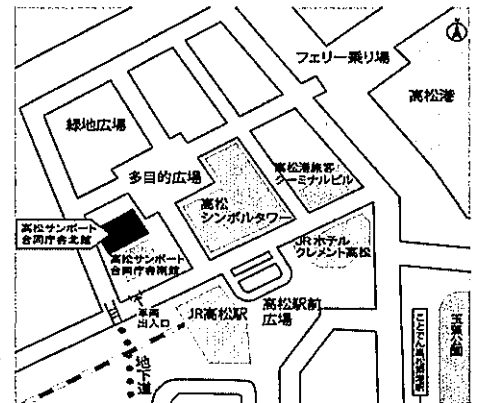 フェリー乗り場
高松港
緑地広場
多目的広場
高松港旅客
ターミナルビル
高松
シンボルタワー
高松サンポート
合同庁舎北館
高松サンポート
合同庁舎南館
JRホテル
クレメント高松
車両
出入口
JR高松駅
高松駅前
広場
地下道
ことでん高松築港駅
玉藻公園